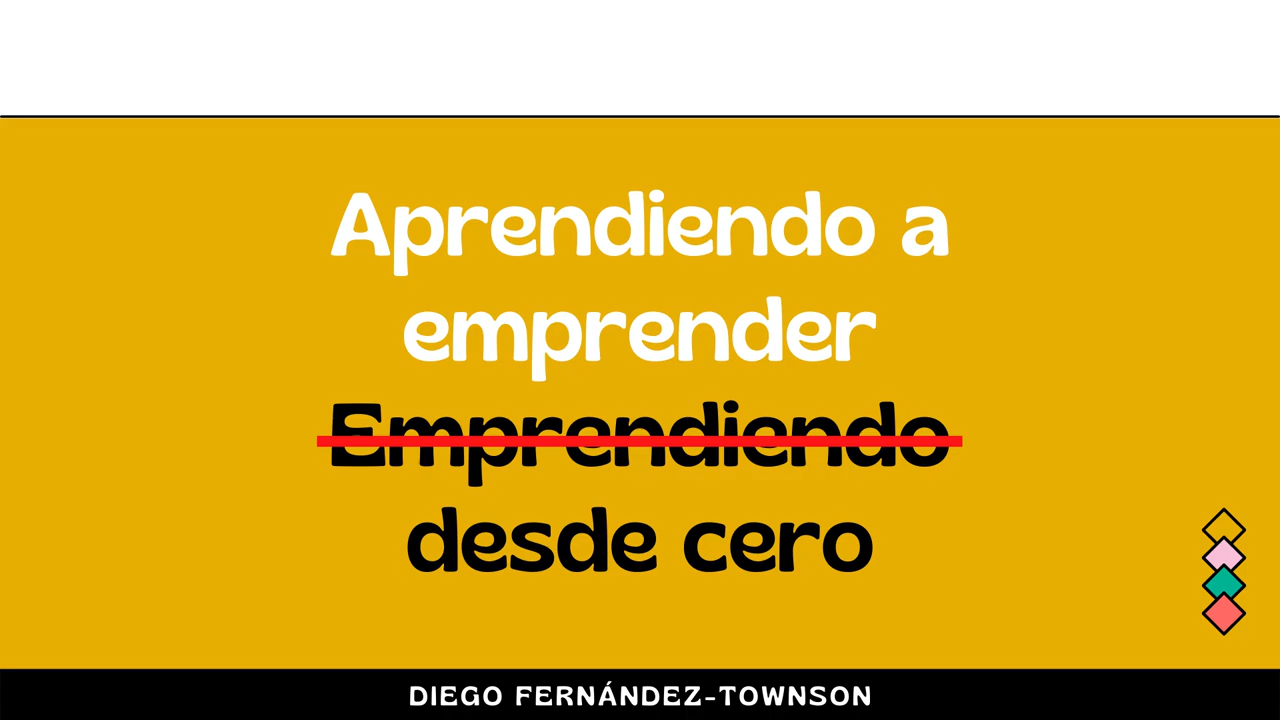 Aprendiendo a
emprender
Emprendiendo
desde cero
DIEGO FERNÁNDEZ-TOWNSON